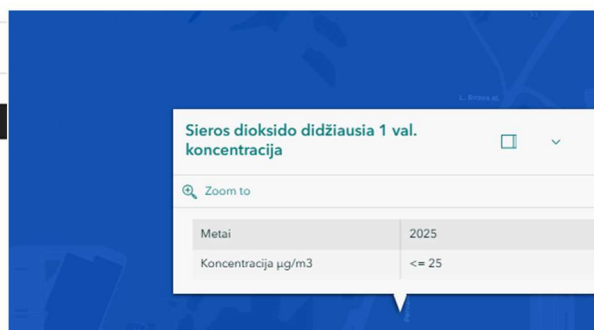 Sieros dioksido didžiausia 1 val.
koncentracija
Zoom to
Metai 2025
Koncentracija µg/m3 <= 25